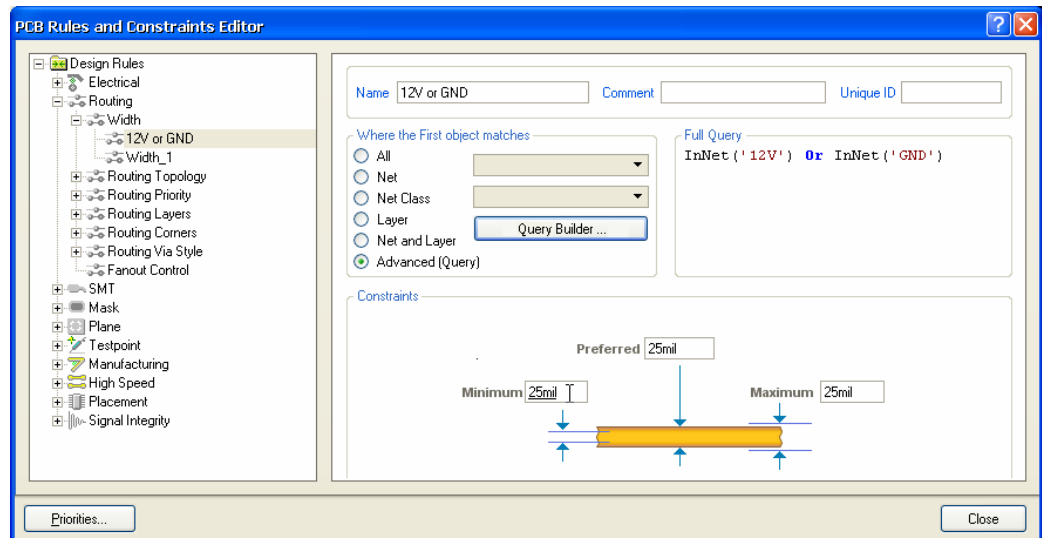 PCB Rules and Constraints Editor
Design Rules
Electrical
Routing
Width
12V or GND
Width_1
Routing Topology
Routing Priority
Routing Layers
Routing Corners
Routing Via Style
Fanout Control
SMT
Mask
Plane
Testpoint
Manufacturing
High Speed
Placement
Signal Integrity
Name 12V or GND Comment Unique ID
Where the First object matches
All
Net
Net Class
Layer
Net and Layer
Advanced (Query)
Query Builder ...
Full Query
InNet('12V') Or InNet('GND')
Constraints
Preferred 25mil
Minimum 25mil Maximum 25mil
Priorities... Close